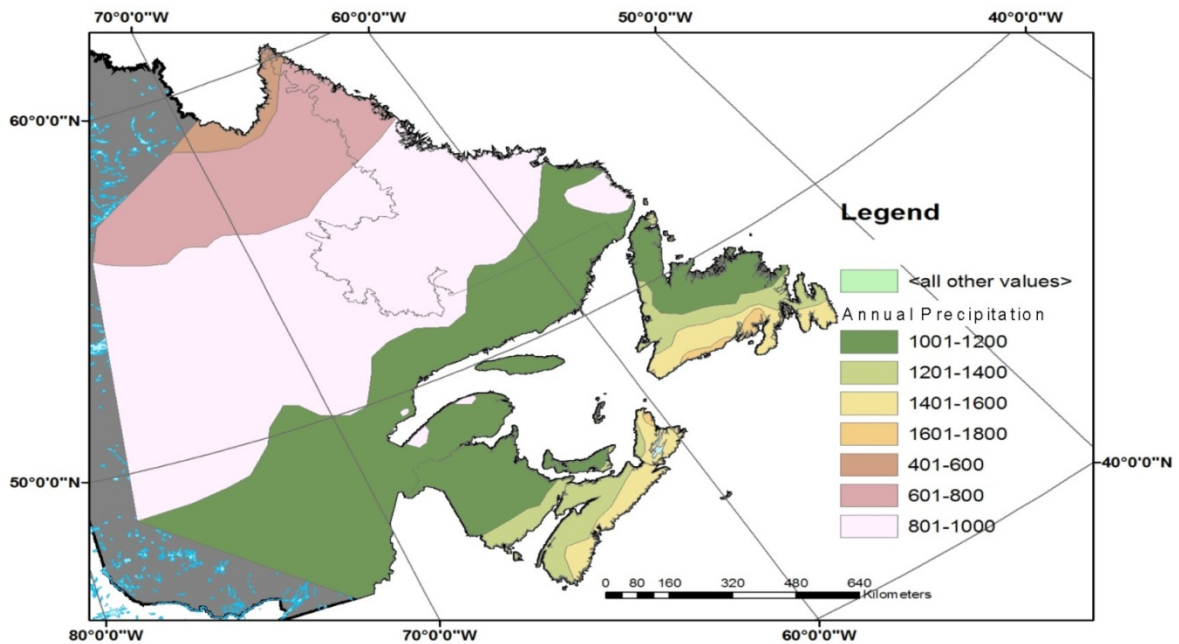 70°0'0"W 60°0'0"W 50°0'0"W 40°0'0"W
60°0'0"N
Legend
<all other values>
Annual Precipitation
1001-1200
1201-1400
1401-1600
1601-1800
401-600
601-800
801-1000
40°0'0"N
50°0'0"N
0 80 160 320 480 640
Kilometers
80°0'0"W 70°0'0"W 60°0'0"W